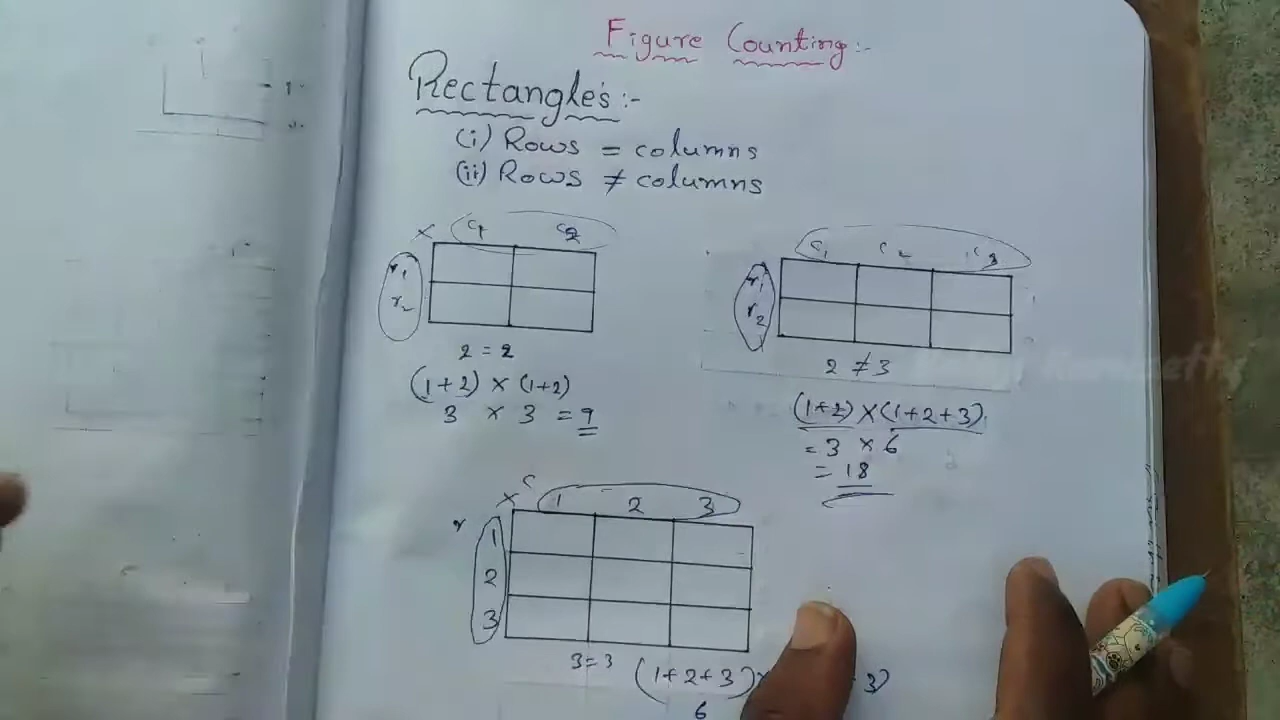 Figure Counting:-
Rectangle's:-
(i) Rows = columns
(ii) Rows ≠ columns
× c1 c2
r1
r2
2 = 2
(1+2) × (1+2)
3 × 3 = 9
c1 c2 c3
r1
r2
2 ≠ 3
(1+2) × (1+2+3)
= 3 × 6
= 18
× c 1 2 3
r 1
2
3
3=3
(1+2+3) 3)
6